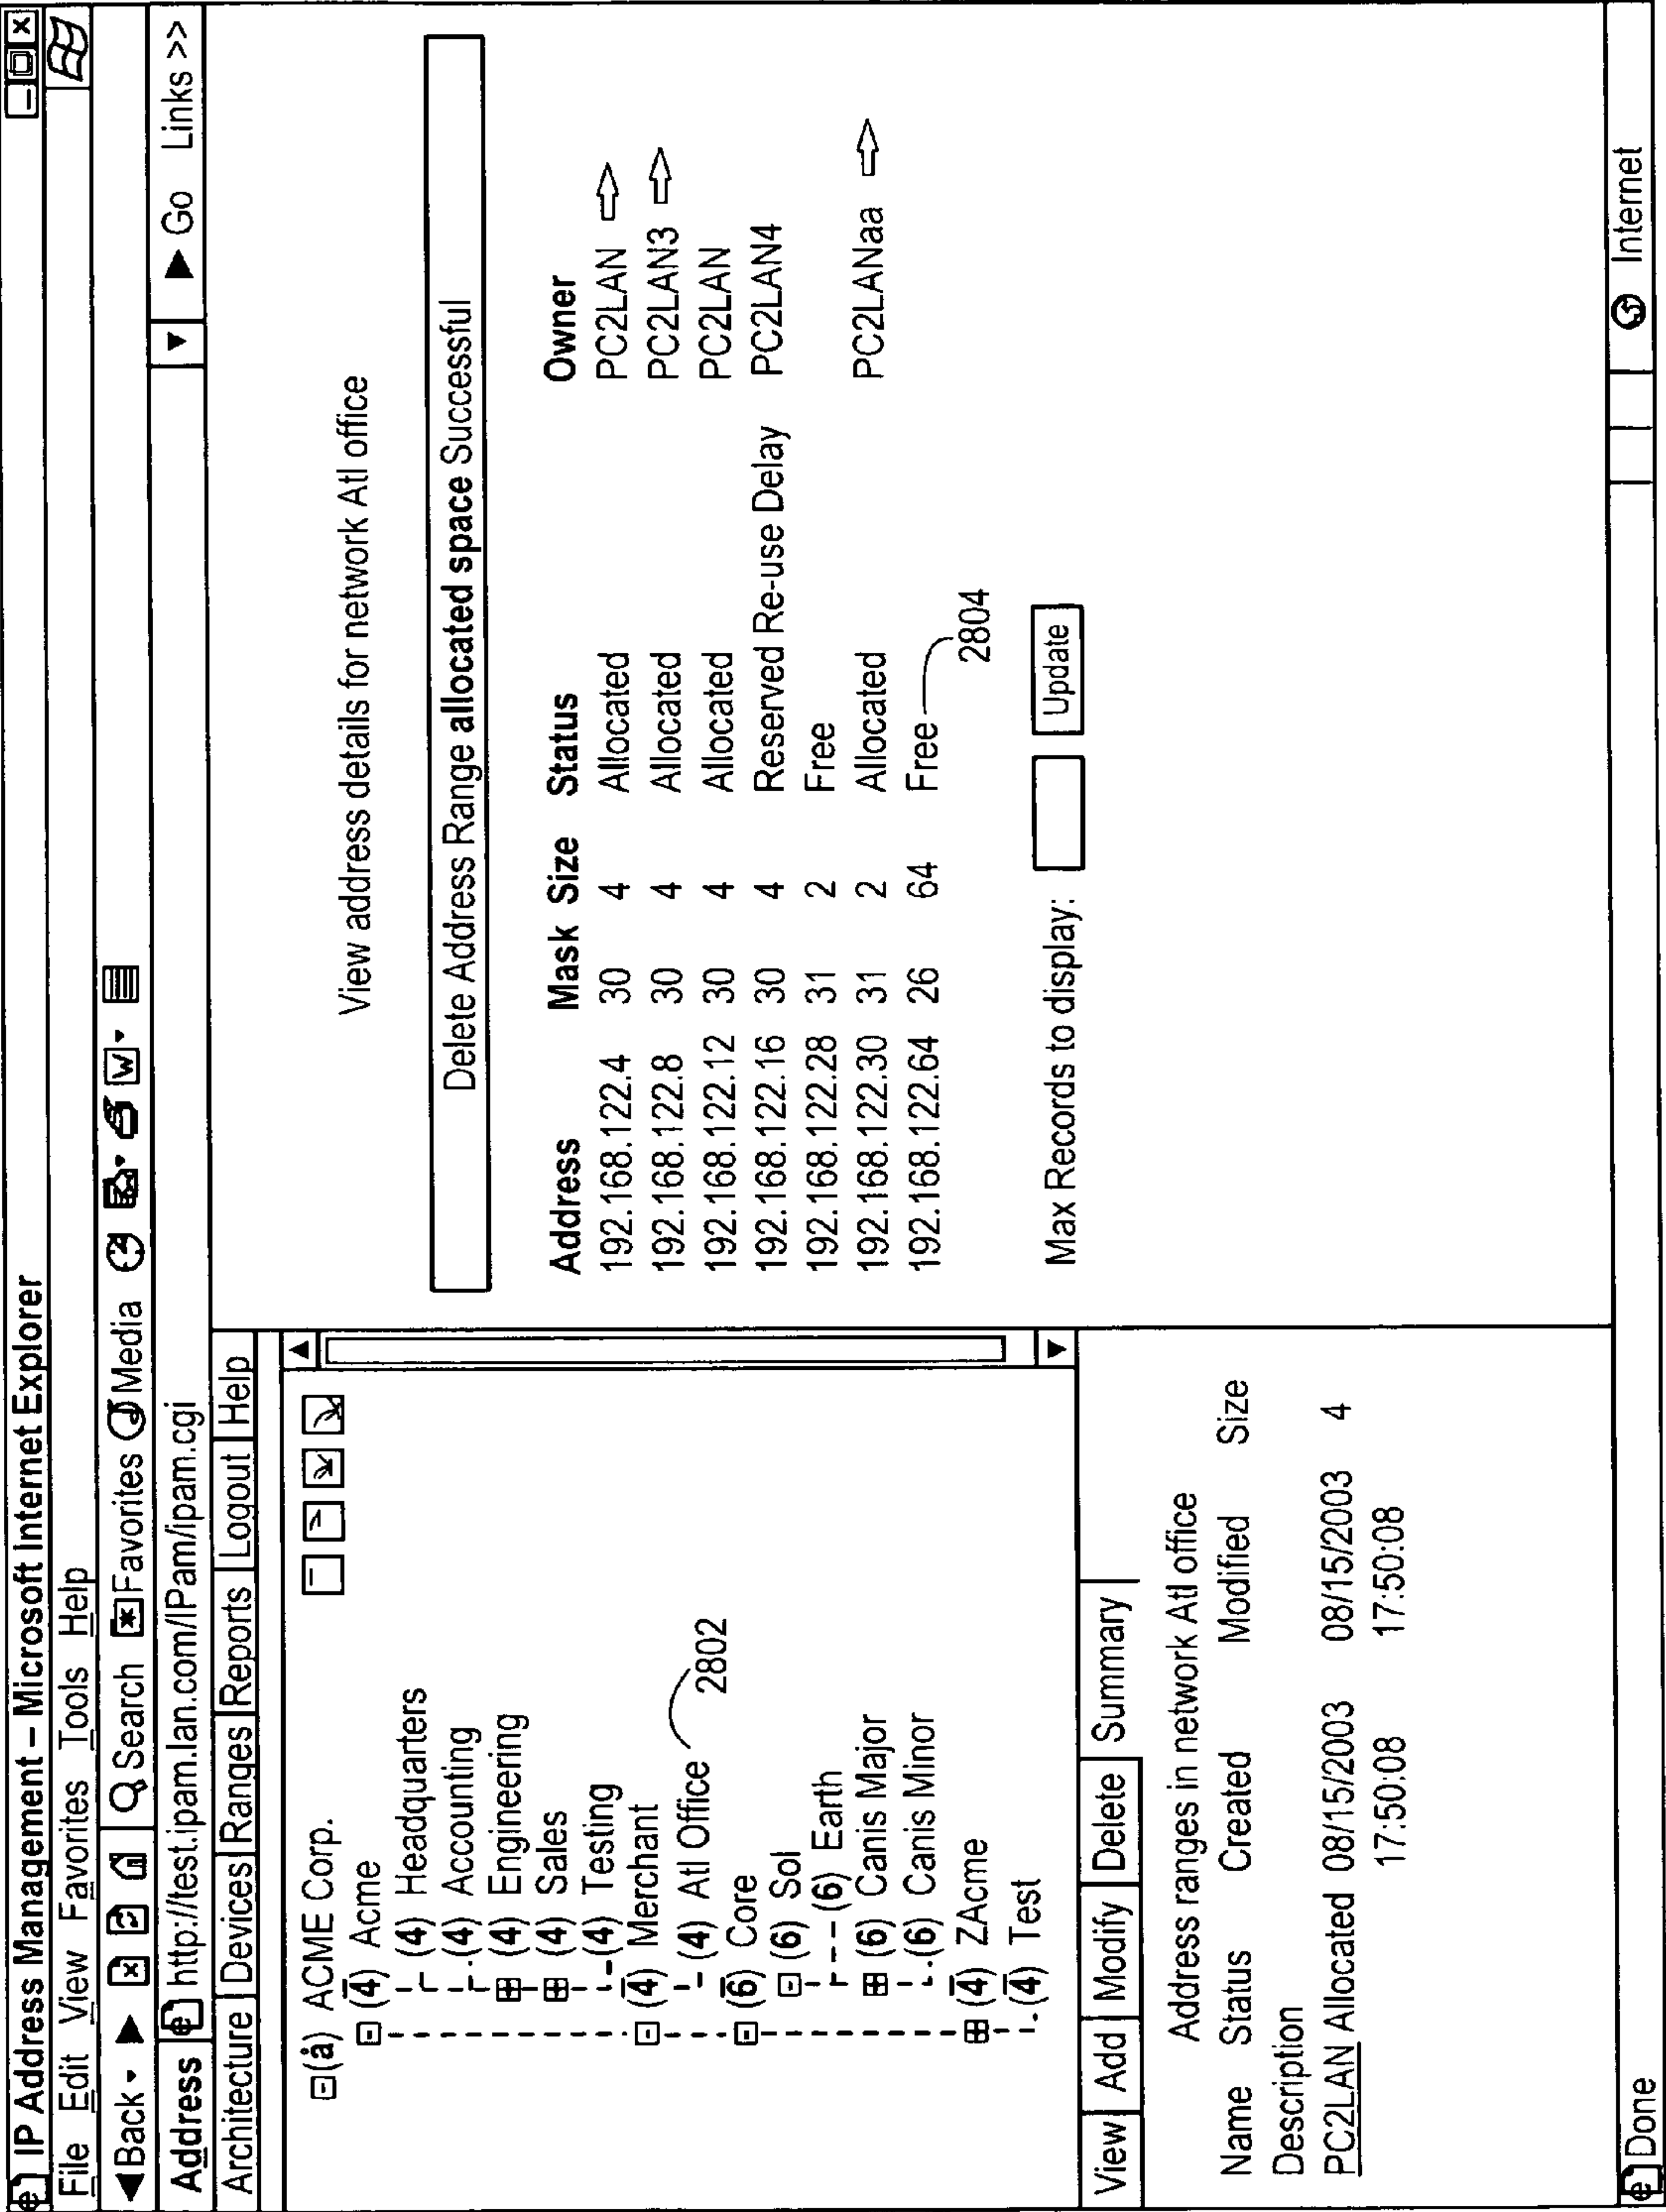 IP Address Management – Microsoft Internet Explorer
File Edit View Favorites Tools Help
Back Search Favorites Media W
Address http://test.ipam.lan.com/IPam/ipam.cgi Go Links >>
Architecture Devices Ranges Reports Logout Help
(å) ACME Corp.
(4) Acme
(4) Headquarters
(4) Accounting
(4) Engineering
(4) Sales
(4) Testing
(4) Merchant
(4) Atl Office
2802
(6) Core
(6) Sol
(6) Earth
(6) Canis Major
(6) Canis Minor
(4) ZAcme
(4) Test
View Add Modify Delete Summary
Address ranges in network Atl office
Name Status Created Modified Size
Description
PC2LAN Allocated 08/15/2003 08/15/2003 4
17:50:08 17:50:08
View address details for network Atl office
Delete Address Range allocated space Successful
Address Mask Size Status Owner
192.168.122.4 30 4 Allocated PC2LAN
192.168.122.8 30 4 Allocated PC2LAN3
192.168.122.12 30 4 Allocated PC2LAN
192.168.122.16 30 4 Reserved Re-use Delay PC2LAN4
192.168.122.28 31 2 Free
192.168.122.30 31 2 Allocated PC2LANaa
192.168.122.64 26 64 Free
2804
Max Records to display: Update
Done Internet